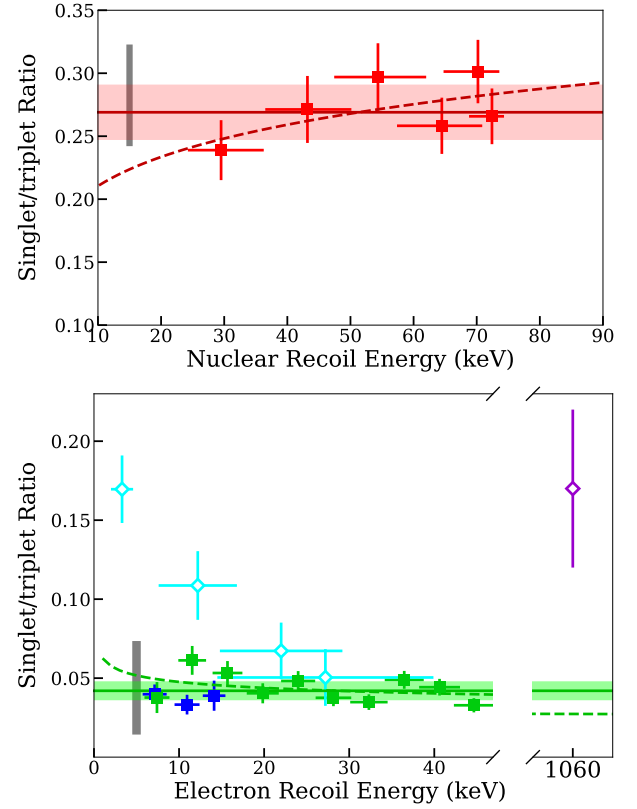 Singlet/triplet Ratio
0.35
0.30
0.25
0.20
0.15
0.10
10 20 30 40 50 60 70 80 90
Nuclear Recoil Energy (keV)
Singlet/triplet Ratio
0.20
0.15
0.10
0.05
0 10 20 30 40 1060
Electron Recoil Energy (keV)